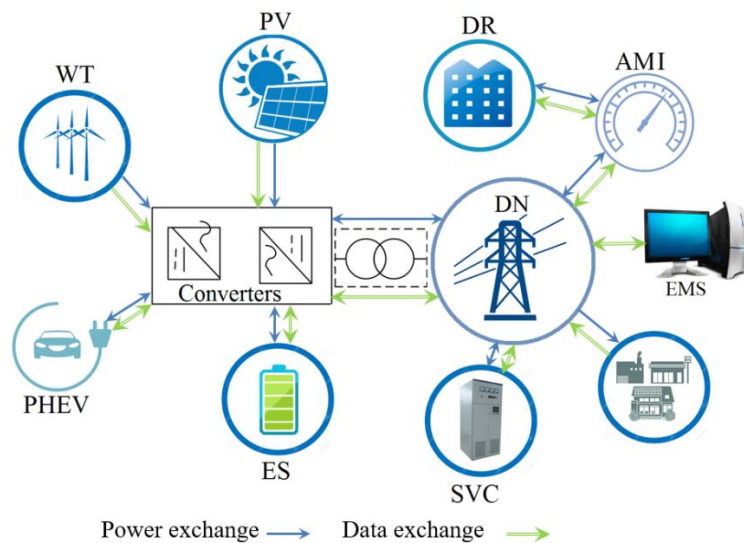 PV
DR
WT
AMI
DN
EMS
Converters
PHEV
ES
SVC
Power exchange
Data exchange